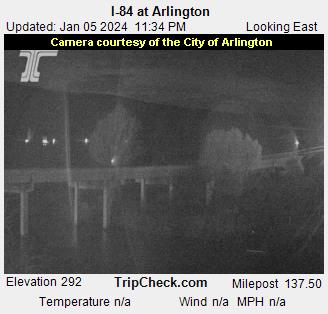 I-84 at Arlington
Updated: Jan 05 2024 11:34 PM Looking East
Camera courtesy of the City of Arlington
Elevation 292 TripCheck.com Milepost 137.50
Temperature n/a Wind n/a MPH n/a